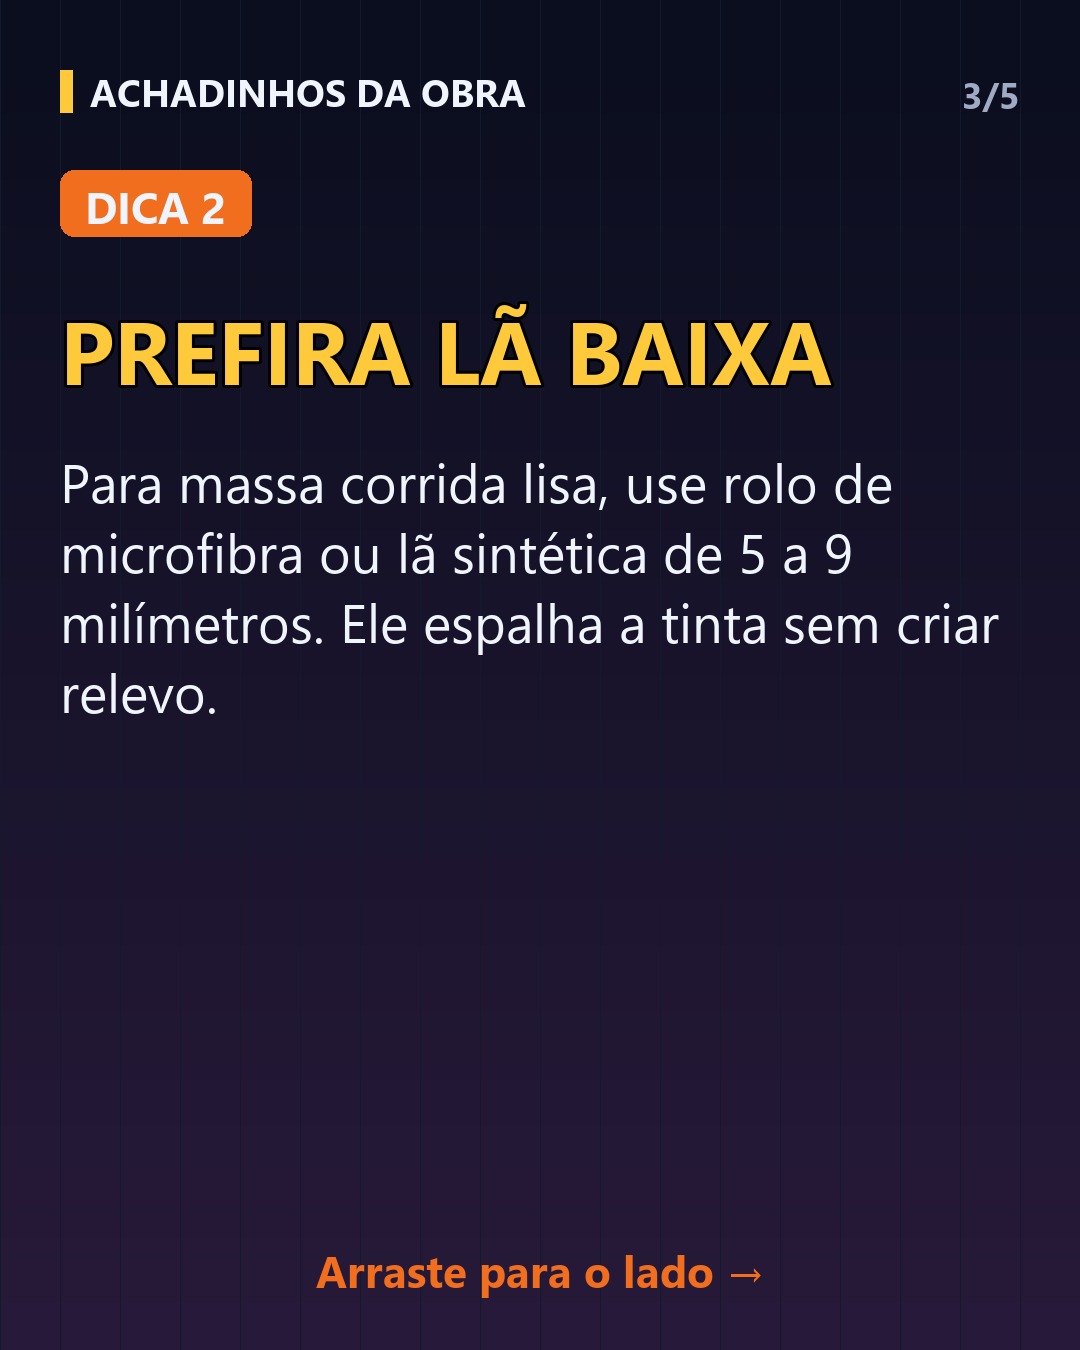 ACHADINHOS DA OBRA
3/5
DICA 2
PREFIRA LÃ BAIXA
Para massa corrida lisa, use rolo de
microfibra ou lã sintética de 5 a 9
milímetros. Ele espalha a tinta sem criar
relevo.
Arraste para o lado →